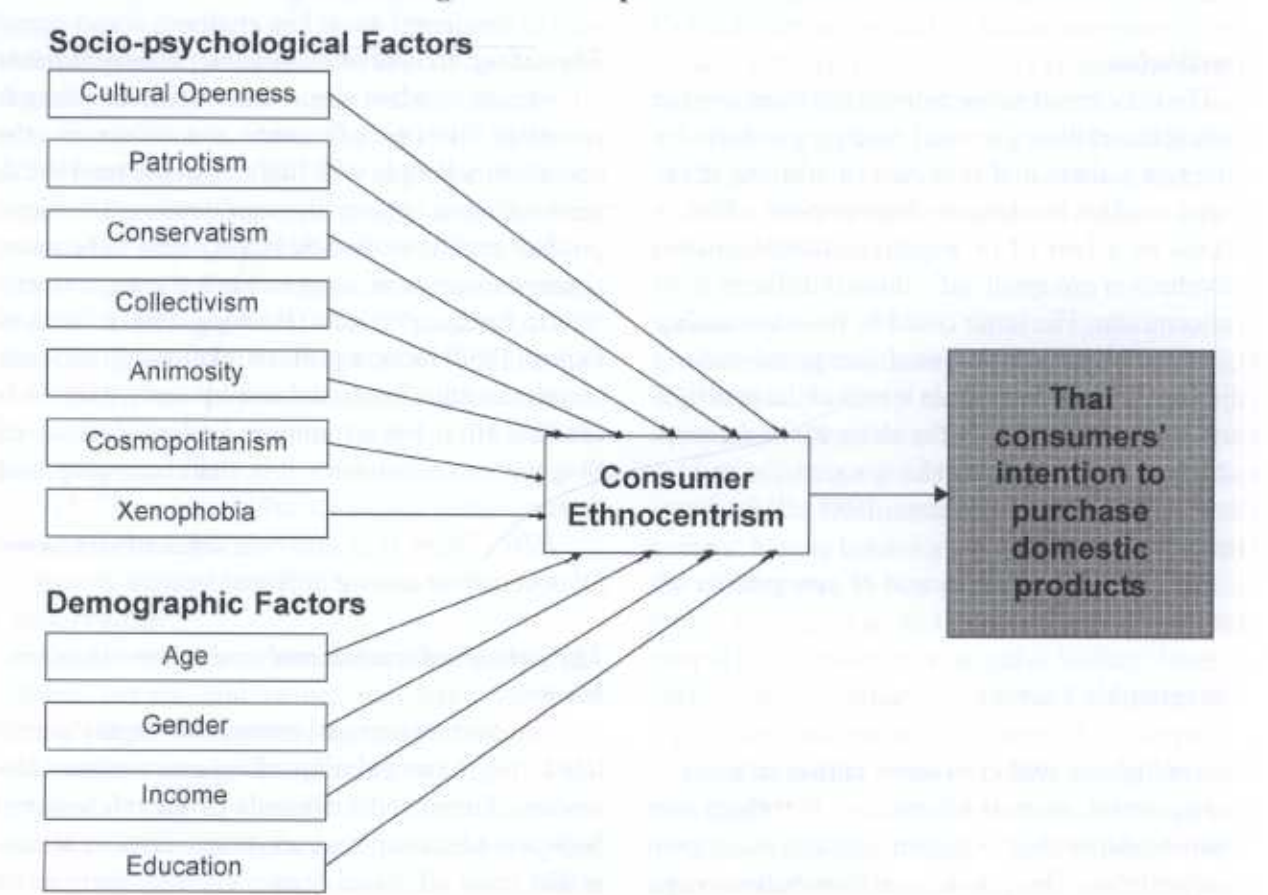 Socio-psychological Factors
Cultural Openness
Patriotism
Conservatism
Collectivism
Animosity
Cosmopolitanism
Xenophobia
Consumer
Ethnocentrism
Thai
consumers'
intention to
purchase
domestic
products
Demographic Factors
Age
Gender
Income
Education